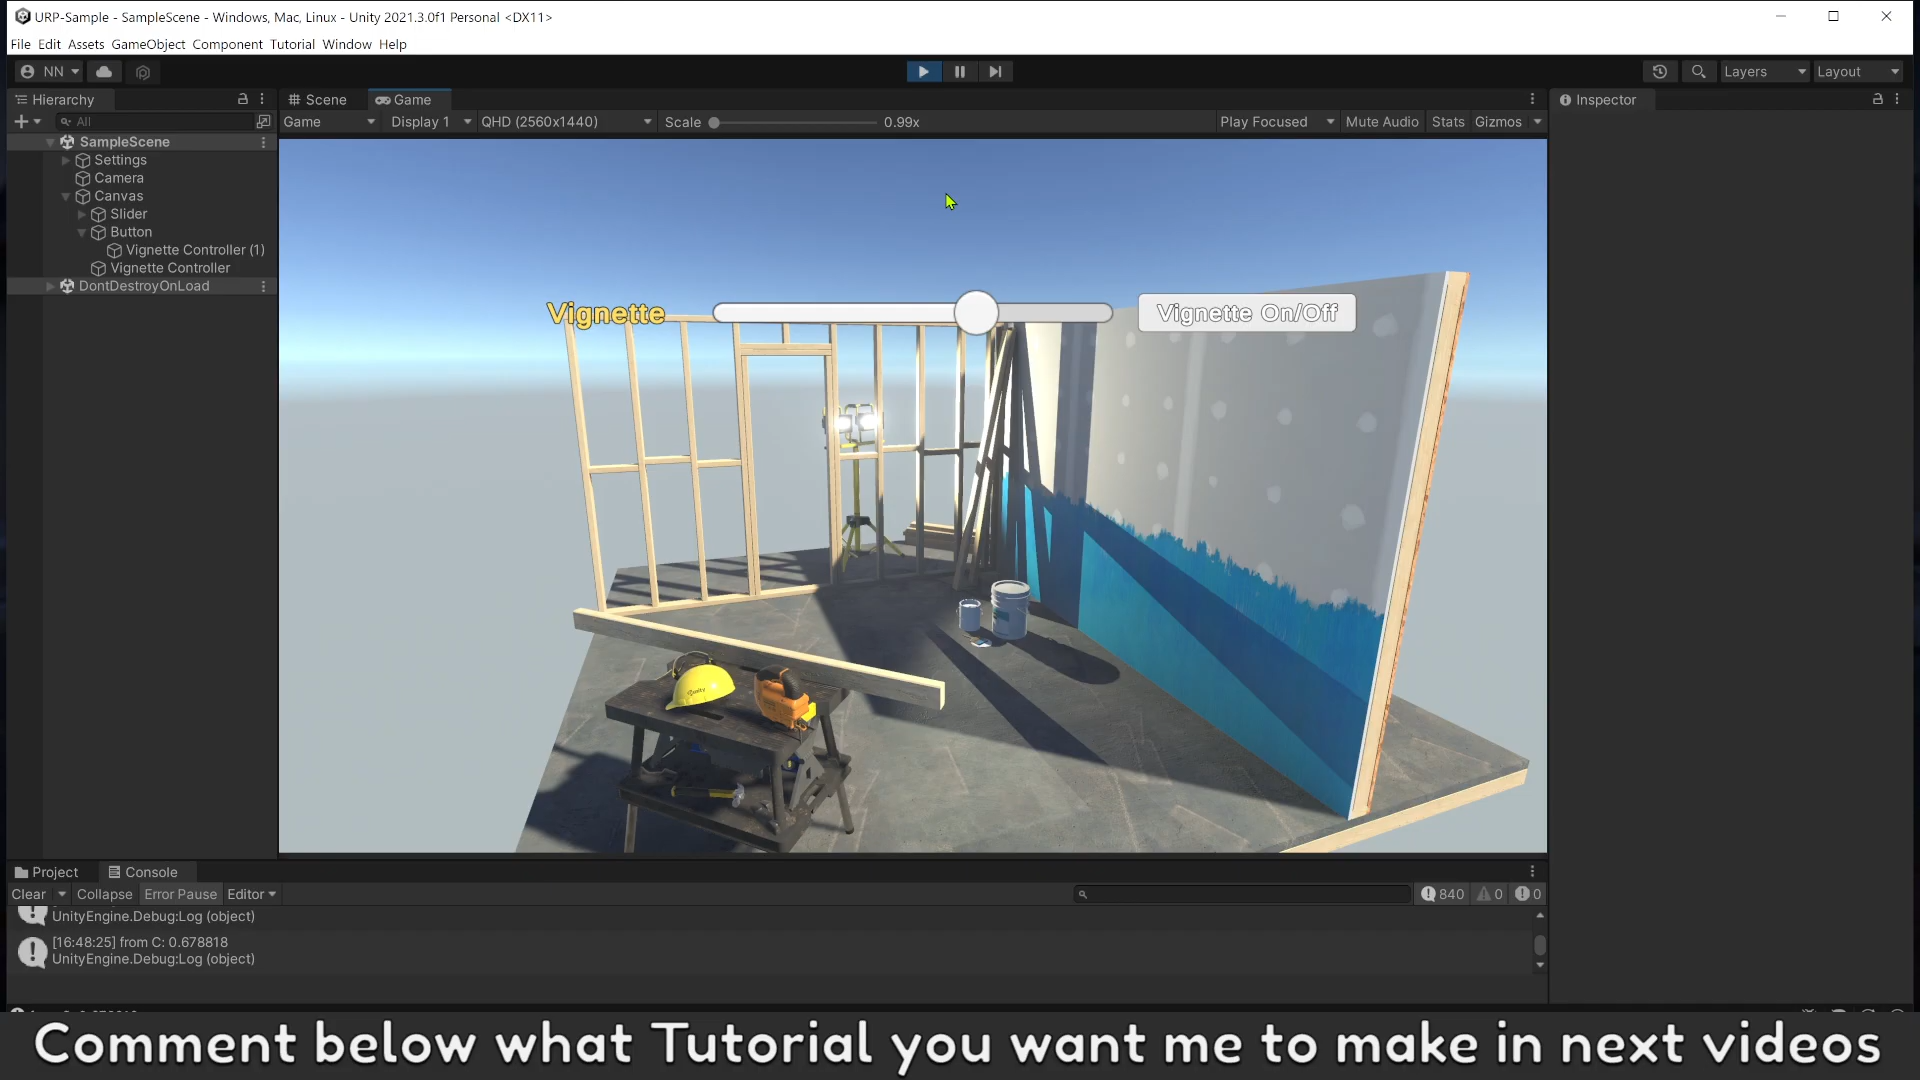 URP-Sample - SampleScene - Windows, Mac, Linux - Unity 2021.3.0f1 Personal <DX11>
File Edit Assets GameObject Component Tutorial Window Help
NN Layers Layout
Hierarchy Scene Game Inspector
All Game Display 1 QHD (2560x1440) Scale 0.99x Play Focused Mute Audio Stats Gizmos
SampleScene
Settings
Camera
Canvas
Slider
Button
Vignette Controller (1)
Vignette Controller
DontDestroyOnLoad
Vignette Vignette On/Off
unity
Project Console
Clear Collapse Error Pause Editor 840 0 0
UnityEngine.Debug:Log (object)
[16:48:25] from C: 0.678818
UnityEngine.Debug:Log (object)
Comment below what Tutorial you want me to make in next videos